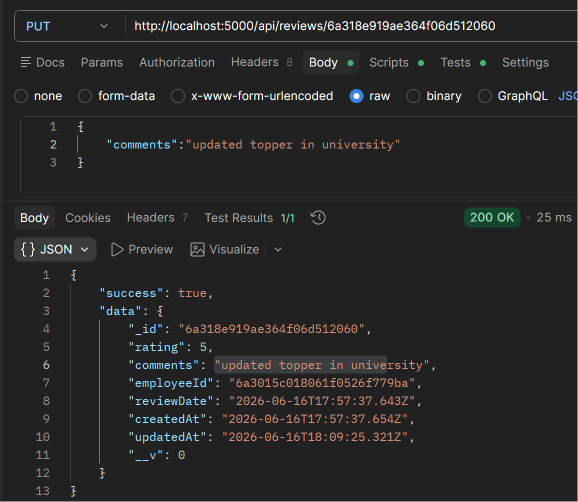 PUT http://localhost:5000/api/reviews/6a318e919ae364f06d512060
Docs Params Authorization Headers 8 Body Scripts Tests Settings
none form-data x-www-form-urlencoded raw binary GraphQL JSO
1 {
2 "comments":"updated topper in university"
3 }
Body Cookies Headers 7 Test Results 1/1 200 OK • 25 ms
{} JSON Preview Visualize
1 {
2 "success": true,
3 "data": {
4 "_id": "6a318e919ae364f06d512060",
5 "rating": 5,
6 "comments": "updated topper in university",
7 "employeeId": "6a3015c018061f0526f779ba",
8 "reviewDate": "2026-06-16T17:57:37.643Z",
9 "createdAt": "2026-06-16T17:57:37.654Z",
10 "updatedAt": "2026-06-16T18:09:25.321Z",
11 "__v": 0
12 }
13 }